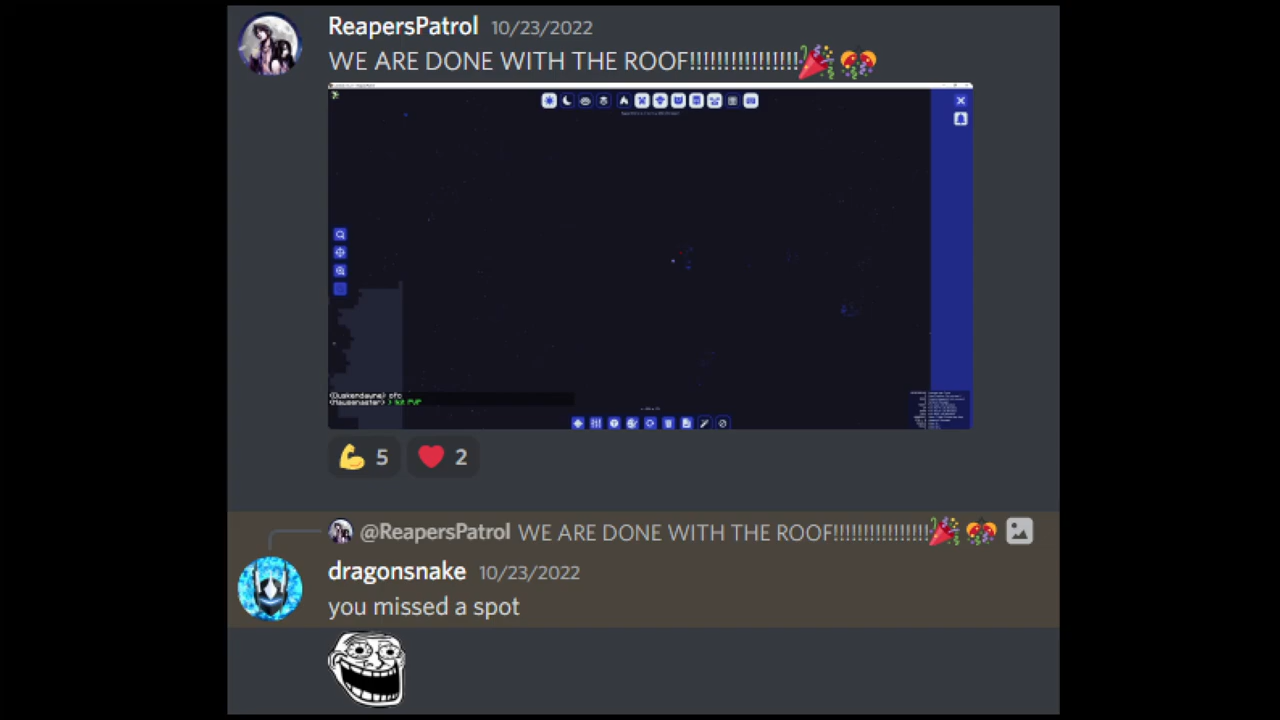 ReapersPatrol 10/23/2022
WE ARE DONE WITH THE ROOF!!!!!!!!!!!!!!!!🎉🎊
5 2
@ReapersPatrol WE ARE DONE WITH THE ROOF!!!!!!!!!!!!!!!!🎉🎊
dragonsnake 10/23/2022
you missed a spot